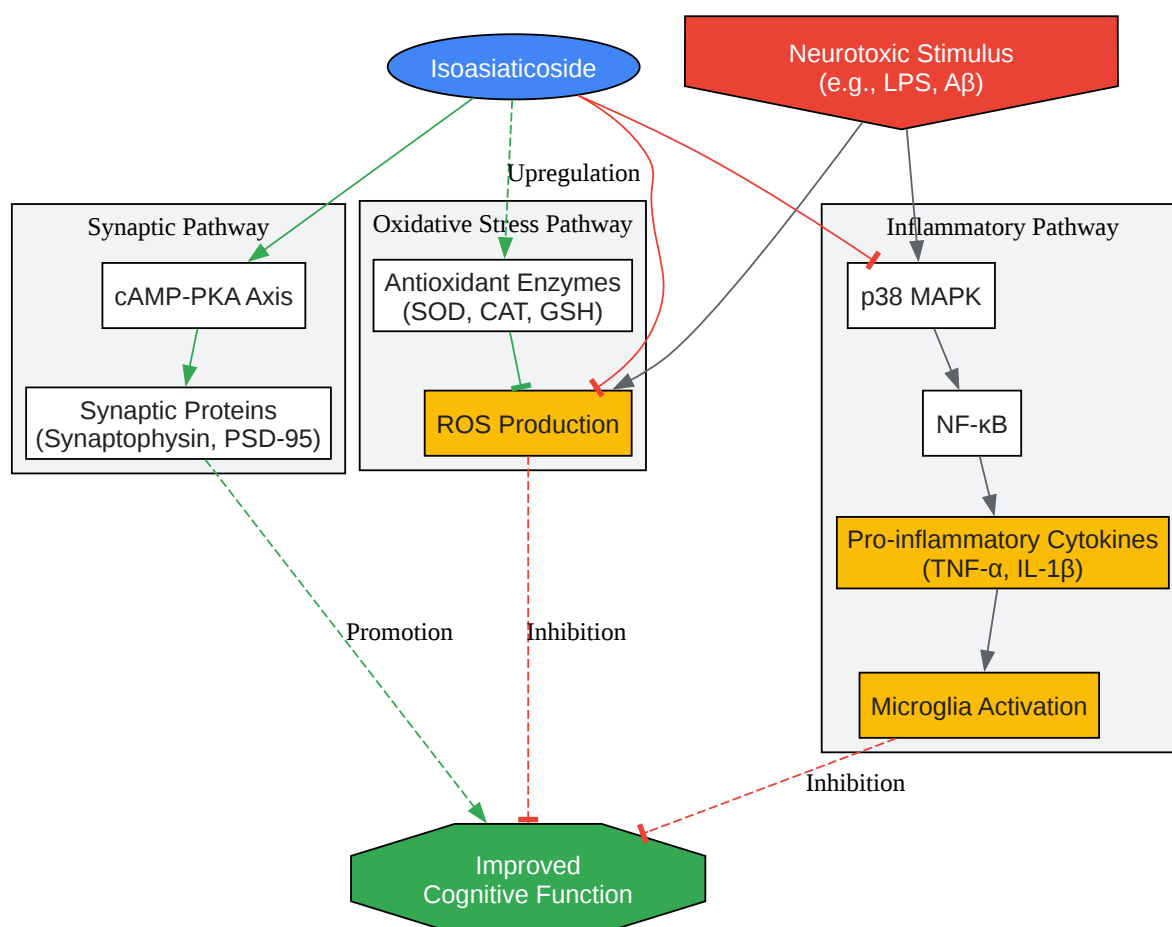 Isoasiaticoside
Neurotoxic Stimulus
(e.g., LPS, Aβ)
Upregulation
Synaptic Pathway
Oxidative Stress Pathway
Inflammatory Pathway
cAMP-PKA Axis
Antioxidant Enzymes
(SOD, CAT, GSH)
p38 MAPK
Synaptic Proteins
(Synaptophysin, PSD-95)
ROS Production
NF-κB
Pro-inflammatory Cytokines
(TNF-α, IL-1β)
Promotion
Inhibition
Microglia Activation
Inhibition
Improved
Cognitive Function